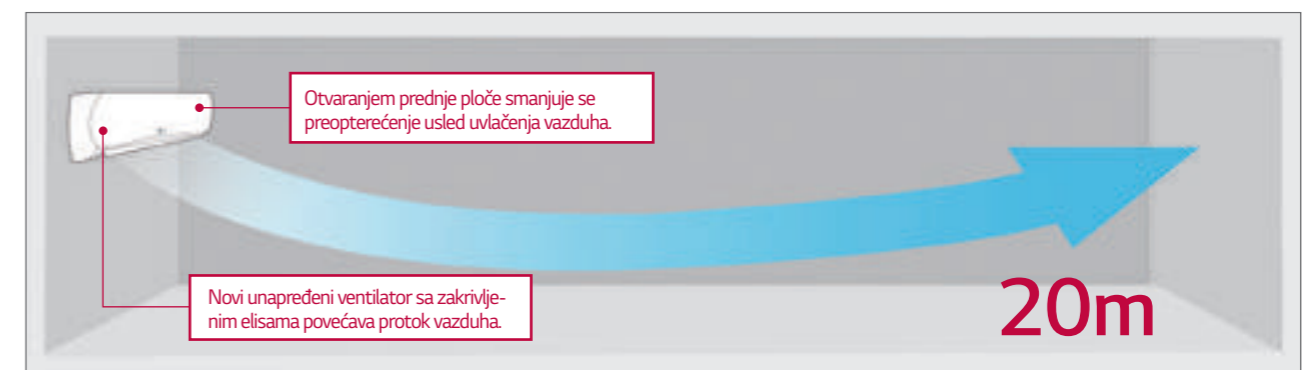 Otvaranjem prednje ploče smanjuje se
preopterećenje usled uvlačenja vazduha.
Novi unapređeni ventilator sa zakrivlje-
nim elisama povećava protok vazduha.
20m